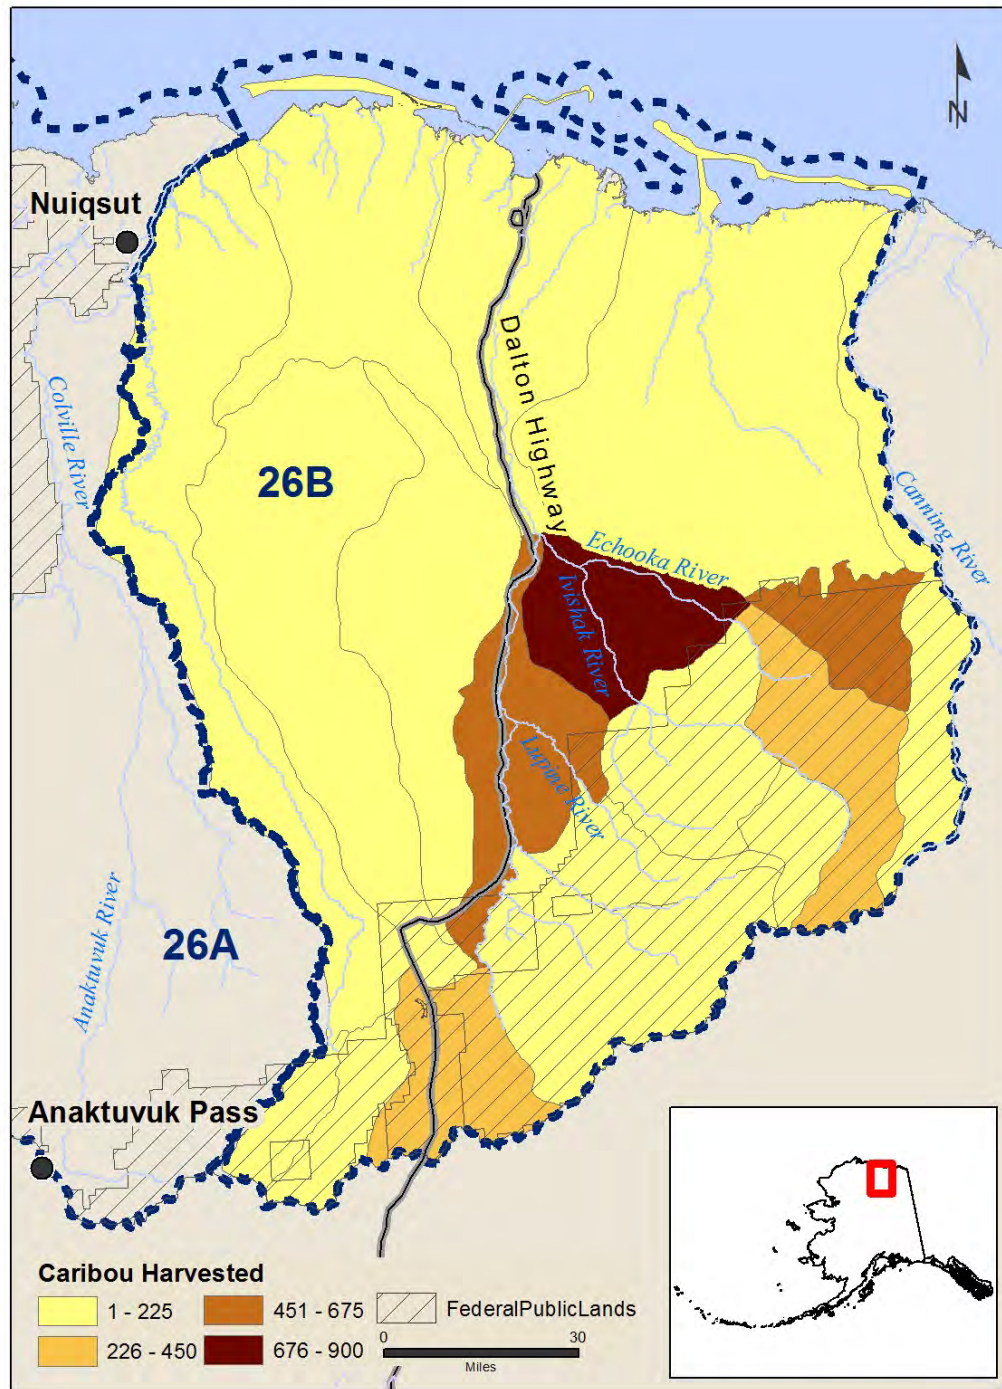 N
Nuiqsut
Dalton Highway
Colville River
26B
Canning River
Echooka River
Ivishak River
Lupine River
26A
Anaktuvuk River
Anaktuvuk Pass
Caribou Harvested
1 - 225
451 - 675
FederalPublicLands
226 - 450
676 - 900
0
30
Miles